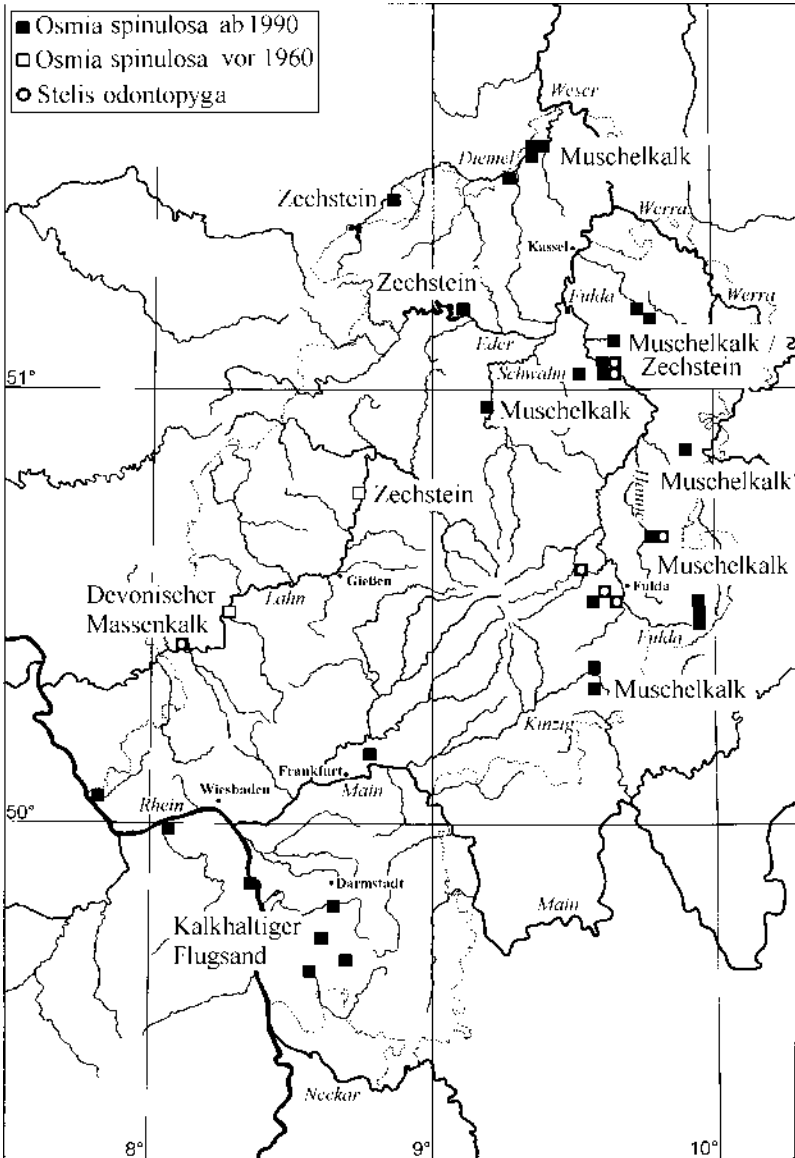 Osmia spinulosa ab 1990
Osmia spinulosa vor 1960
Stelis odontopyga
Weser
Diemel
Muschelkalk
Zechstein
Werra
Kassel
Zechstein
Fulda
Werra
Eder
Muschelkalk /
Zechstein
Schwalm
51°
Muschelkalk
Muschelkalk
Zechstein
Muschelkalk
Gießen
Fulda
Lahn
Devonischer
Massenkalk
Fulda
Muschelkalk
Kinzig
Frankfurt
Main
Wiesbaden
Rhein
50°
Darmstadt
Main
Kalkhaltiger
Flugsand
Neckar
8°
9°
10°